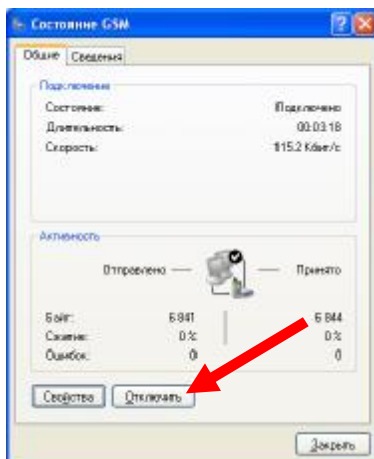 Состояние GSM
Общие Сведения
Подключение
Состояние: Подключено
Длительность: 00:03:18
Скорость: 115.2 Кбит/с
Активность
Отправлено — — Принято
Байт: 6 841 6 844
Сжатие: 0 % 0 %
Ошибок: 0 0
Свойства Отключить
Закрыть